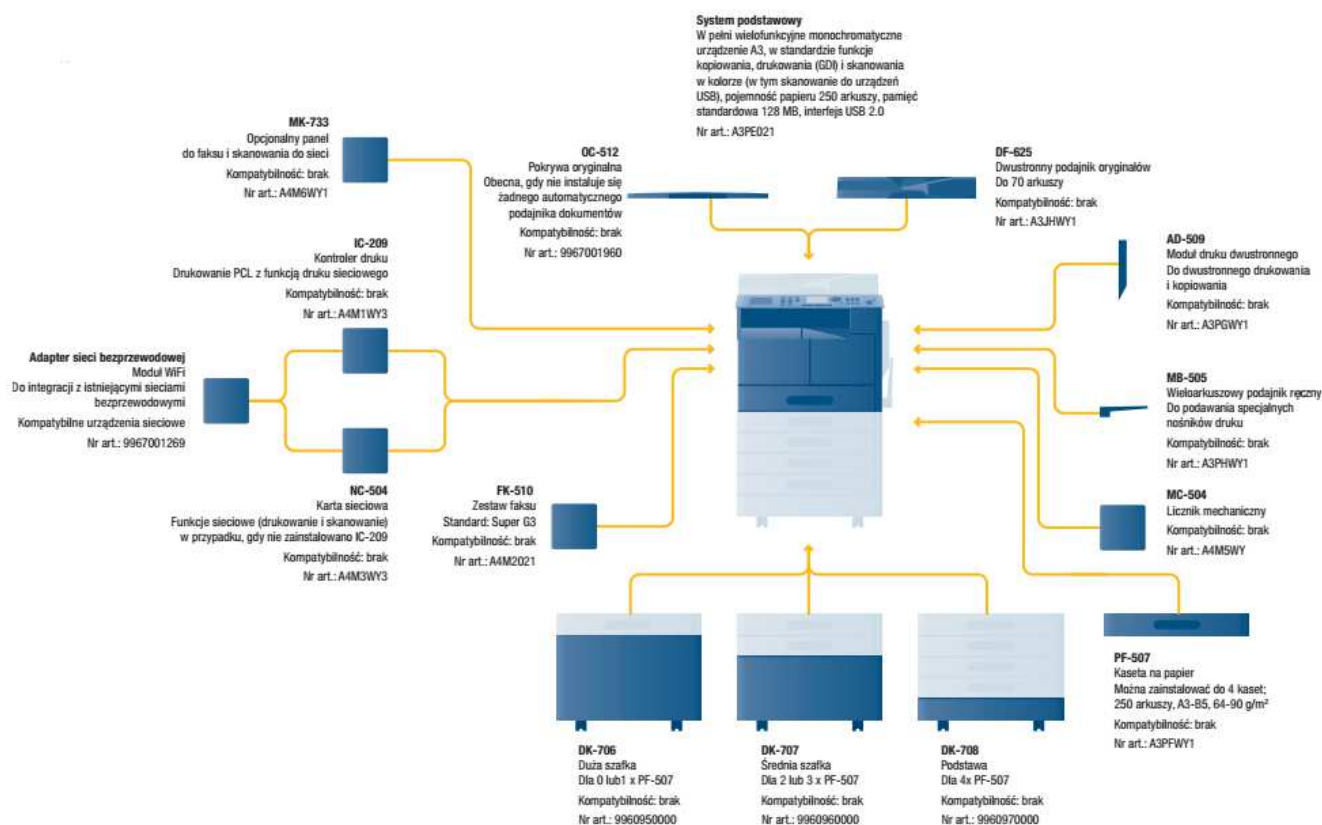 System podstawowy
W pełni wielofunkcyjne monochromatyczne
urządzenie A3, w standardzie funkcje
kopiowania, drukowania (GDI) i skanowania
w kolorze (w tym skanowanie do urządzeń
USB), pojemność papieru 250 arkuszy, pamięć
standardowa 128 MB, interfejs USB 2.0
Nr art.: A3PE021
MK-733
Opcjonalny panel
do faksu i skanowania do sieci
Kompatybilność: brak
Nr art.: A4M6WY1
OC-512
Pokrywa oryginalna
Obecna, gdy nie instaluje się
żadnego automatycznego
podajnika dokumentów
Kompatybilność: brak
Nr art.: 9967001960
DF-625
Dwustronny podajnik oryginałów
Do 70 arkuszy
Kompatybilność: brak
Nr art.: A3JHWY1
IC-209
Kontroler druku
Drukowanie PCL z funkcją druku sieciowego
Kompatybilność: brak
Nr art.: A4M1WY3
AD-509
Moduł druku dwustronnego
Do dwustronnego drukowania
i kopiowania
Kompatybilność: brak
Nr art.: A3PGWY1
Adapter sieci bezprzewodowej
Moduł WiFi
Do integracji z istniejącymi sieciami
bezprzewodowymi
Kompatybilne urządzenia sieciowe
Nr art.: 9967001269
MB-505
Wieloarkuszowy podajnik ręczny
Do podawania specjalnych
nośników druku
Kompatybilność: brak
Nr art.: A3PHWY1
NC-504
Karta sieciowa
Funkcje sieciowe (drukowanie i skanowanie)
w przypadku, gdy nie zainstalowano IC-209
Kompatybilność: brak
Nr art.: A4M3WY3
FK-510
Zestaw faksu
Standard: Super G3
Kompatybilność: brak
Nr art.: A4M2021
MC-504
Licznik mechaniczny
Kompatybilność: brak
Nr art.: A4M5WY
DK-706
Duża szafka
Dla 0 lub1 x PF-507
Kompatybilność: brak
Nr art.: 9960950000
DK-707
Średnia szafka
Dla 2 lub 3 x PF-507
Kompatybilność: brak
Nr art.: 9960960000
DK-708
Podstawa
Dla 4x PF-507
Kompatybilność: brak
Nr art.: 9960970000
PF-507
Kaseta na papier
Można zainstalować do 4 kaset;
250 arkuszy, A3-B5, 64-90 g/m²
Kompatybilność: brak
Nr art.: A3PFWY1